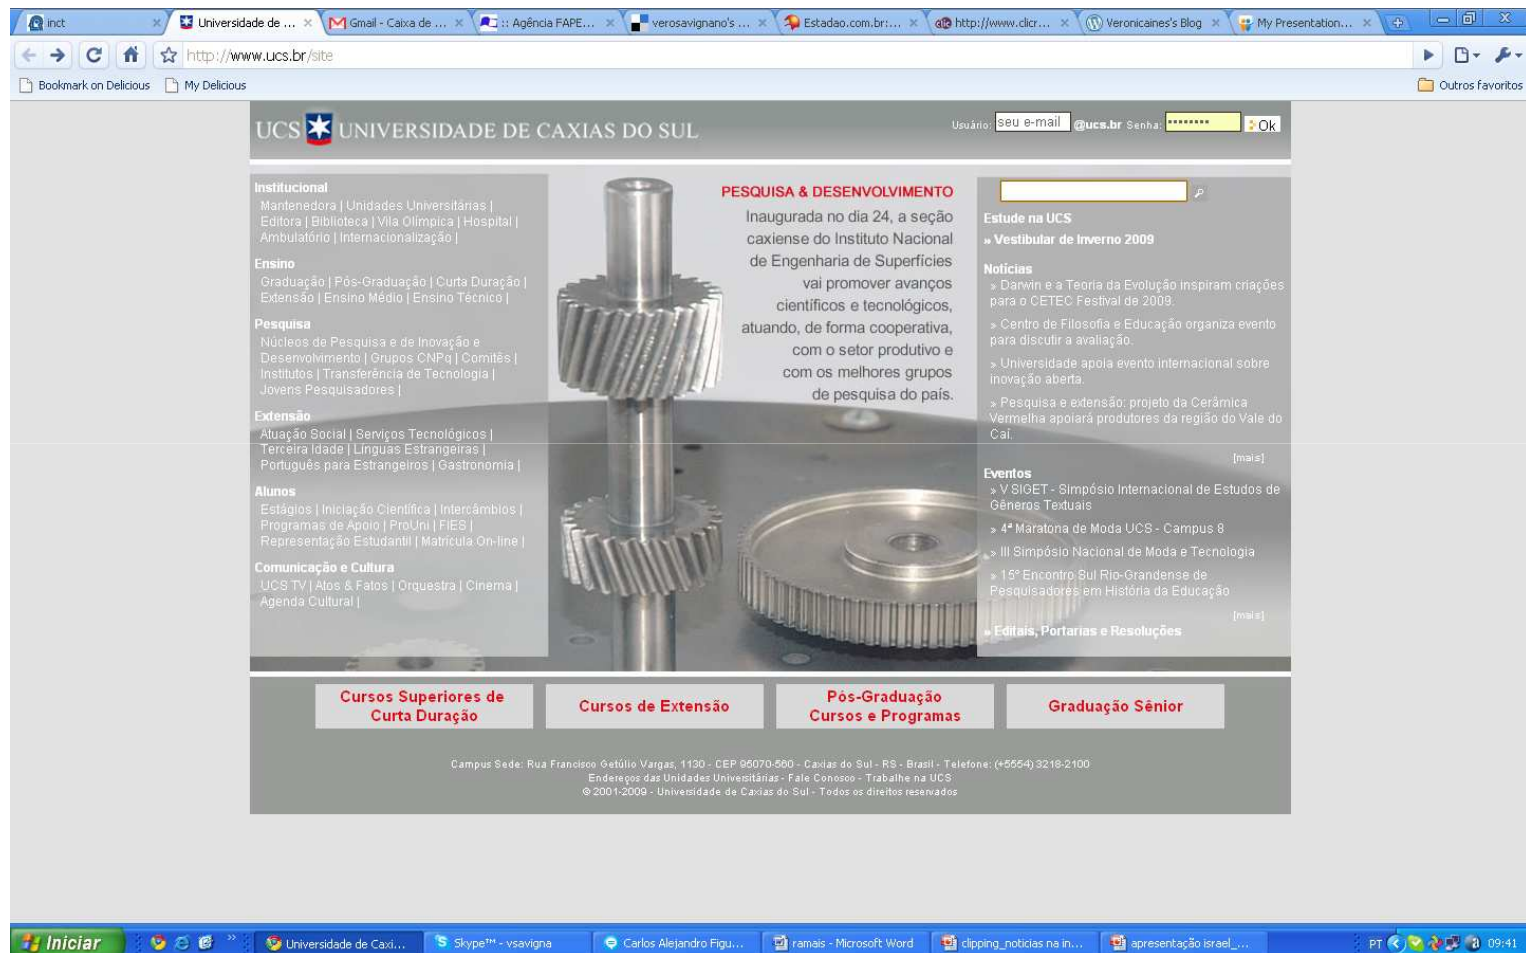 inct
Universidade de ...
Gmail - Caixa de ...
:: Agência FAPE...
verosavignano's ...
Estadao.com.br:...
http://www.clicr...
Veronicaines's Blog
My Presentation...
http://www.ucs.br/site
Bookmark on Delicious
My Delicious
Outros favoritos
UCS UNIVERSIDADE DE CAXIAS DO SUL
Usuário: seu e-mail @ucs.br Senha: •••••••• Ok
Institucional
Mantenedora | Unidades Universitárias |
Editora | Biblioteca | Vila Olímpica | Hospital |
Ambulatório | Internacionalização |
Ensino
Graduação | Pós-Graduação | Curta Duração |
Extensão | Ensino Médio | Ensino Técnico |
Pesquisa
Núcleos de Pesquisa e de Inovação e
Desenvolvimento | Grupos CNPq | Comitês |
Institutos | Transferência de Tecnologia |
Jovens Pesquisadores |
Extensão
Atuação Social | Serviços Tecnológicos |
Terceira Idade | Línguas Estrangeiras |
Português para Estrangeiros | Gastronomia |
Alunos
Estágios | Iniciação Científica | Intercâmbios |
Programas de Apoio | ProUni | FIES |
Representação Estudantil | Matrícula On-line |
Comunicação e Cultura
UCS TV | Atos & Fatos | Orquestra | Cinema |
Agenda Cultural |
PESQUISA & DESENVOLVIMENTO
Inaugurada no dia 24, a seção
caxiense do Instituto Nacional
de Engenharia de Superfícies
vai promover avanços
científicos e tecnológicos,
atuando, de forma cooperativa,
com o setor produtivo e
com os melhores grupos
de pesquisa do país.
Estude na UCS
» Vestibular de Inverno 2009
Notícias
» Darwin e a Teoria da Evolução inspiram criações
para o CETEC Festival de 2009.
» Centro de Filosofia e Educação organiza evento
para discutir a avaliação.
» Universidade apoia evento internacional sobre
inovação aberta.
» Pesquisa e extensão: projeto da Cerâmica
Vermelha apoiará produtores da região do Vale do
Caí.
[mais]
Eventos
» V SIGET - Simpósio Internacional de Estudos de
Gêneros Textuais
» 4ª Maratona de Moda UCS - Campus 8
» III Simpósio Nacional de Moda e Tecnologia
» 15º Encontro Sul Rio-Grandense de
Pesquisadores em História da Educação
[mais]
» Editais, Portarias e Resoluções
Cursos Superiores de
Curta Duração
Cursos de Extensão
Pós-Graduação
Cursos e Programas
Graduação Sênior
Campus Sede: Rua Francisco Getúlio Vargas, 1130 - CEP 95070-560 - Caxias do Sul - RS - Brasil - Telefone: (+5554) 3218-2100
Endereços das Unidades Universitárias - Fale Conosco - Trabalhe na UCS
© 2001-2009 - Universidade de Caxias do Sul - Todos os direitos reservados
Iniciar
Universidade de Caxi...
Skype™ - vsavigna
Carlos Alejandro Figu...
ramais - Microsoft Word
clipping_noticias na in...
apresentação israel_...
PT
09:41